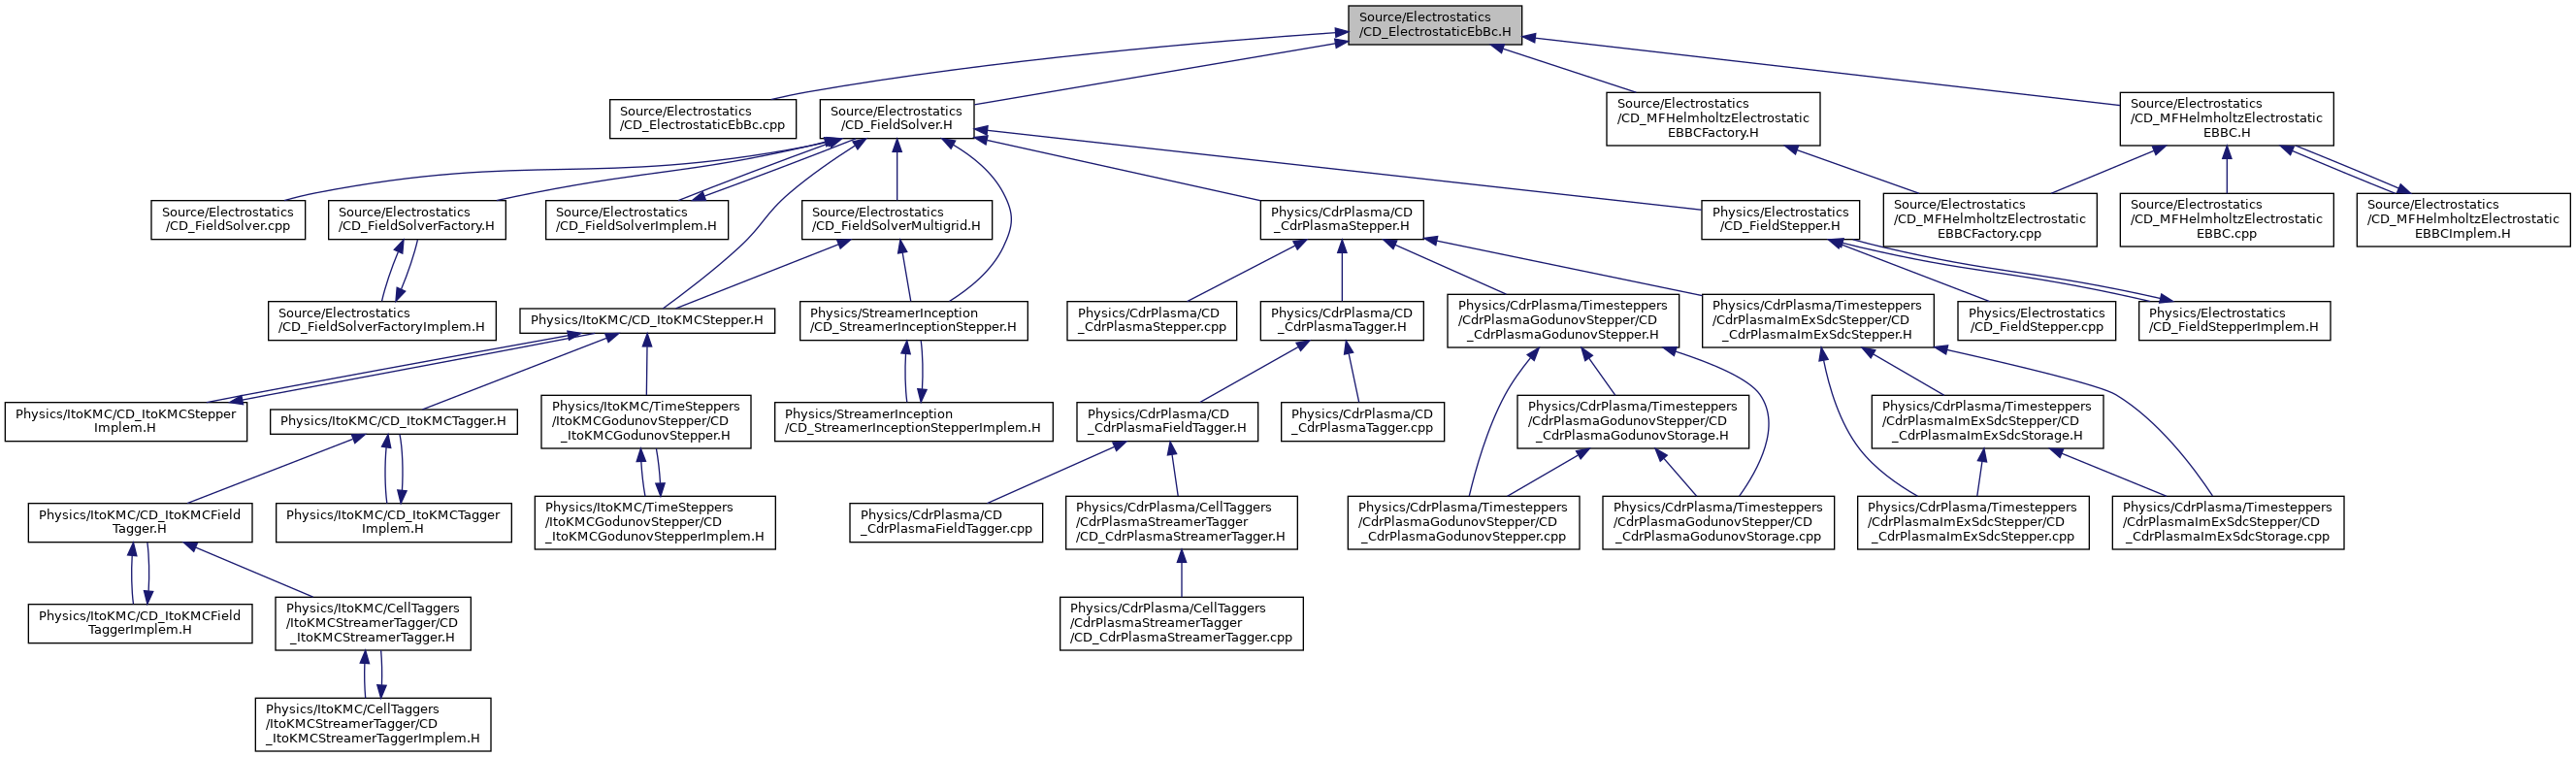 Source/Electrostatics
/CD_ElectrostaticEbBc.H
Source/Electrostatics
/CD_ElectrostaticEbBc.cpp
Source/Electrostatics
/CD_FieldSolver.H
Source/Electrostatics
/CD_MFHelmholtzElectrostatic
EBBCFactory.H
Source/Electrostatics
/CD_MFHelmholtzElectrostatic
EBBC.H
Source/Electrostatics
/CD_FieldSolver.cpp
Source/Electrostatics
/CD_FieldSolverFactory.H
Source/Electrostatics
/CD_FieldSolverImplem.H
Source/Electrostatics
/CD_FieldSolverMultigrid.H
Physics/CdrPlasma/CD
_CdrPlasmaStepper.H
Physics/Electrostatics
/CD_FieldStepper.H
Source/Electrostatics
/CD_MFHelmholtzElectrostatic
EBBCFactory.cpp
Source/Electrostatics
/CD_MFHelmholtzElectrostatic
EBBC.cpp
Source/Electrostatics
/CD_MFHelmholtzElectrostatic
EBBCImplem.H
Source/Electrostatics
/CD_FieldSolverFactoryImplem.H
Physics/ItoKMC/CD_ItoKMCStepper.H
Physics/StreamerInception
/CD_StreamerInceptionStepper.H
Physics/CdrPlasma/CD
_CdrPlasmaStepper.cpp
Physics/CdrPlasma/CD
_CdrPlasmaTagger.H
Physics/CdrPlasma/Timesteppers
/CdrPlasmaGodunovStepper/CD
_CdrPlasmaGodunovStepper.H
Physics/CdrPlasma/Timesteppers
/CdrPlasmaImExSdcStepper/CD
_CdrPlasmaImExSdcStepper.H
Physics/Electrostatics
/CD_FieldStepper.cpp
Physics/Electrostatics
/CD_FieldStepperImplem.H
Physics/ItoKMC/CD_ItoKMCStepper
Implem.H
Physics/ItoKMC/CD_ItoKMCTagger.H
Physics/ItoKMC/TimeSteppers
/ItoKMCGodunovStepper/CD
_ItoKMCGodunovStepper.H
Physics/StreamerInception
/CD_StreamerInceptionStepperImplem.H
Physics/CdrPlasma/CD
_CdrPlasmaFieldTagger.H
Physics/CdrPlasma/CD
_CdrPlasmaTagger.cpp
Physics/CdrPlasma/Timesteppers
/CdrPlasmaGodunovStepper/CD
_CdrPlasmaGodunovStorage.H
Physics/CdrPlasma/Timesteppers
/CdrPlasmaImExSdcStepper/CD
_CdrPlasmaImExSdcStorage.H
Physics/ItoKMC/CD_ItoKMCField
Tagger.H
Physics/ItoKMC/CD_ItoKMCTagger
Implem.H
Physics/ItoKMC/TimeSteppers
/ItoKMCGodunovStepper/CD
_ItoKMCGodunovStepperImplem.H
Physics/CdrPlasma/CD
_CdrPlasmaFieldTagger.cpp
Physics/CdrPlasma/CellTaggers
/CdrPlasmaStreamerTagger
/CD_CdrPlasmaStreamerTagger.H
Physics/CdrPlasma/Timesteppers
/CdrPlasmaGodunovStepper/CD
_CdrPlasmaGodunovStepper.cpp
Physics/CdrPlasma/Timesteppers
/CdrPlasmaGodunovStepper/CD
_CdrPlasmaGodunovStorage.cpp
Physics/CdrPlasma/Timesteppers
/CdrPlasmaImExSdcStepper/CD
_CdrPlasmaImExSdcStepper.cpp
Physics/CdrPlasma/Timesteppers
/CdrPlasmaImExSdcStepper/CD
_CdrPlasmaImExSdcStorage.cpp
Physics/ItoKMC/CD_ItoKMCField
TaggerImplem.H
Physics/ItoKMC/CellTaggers
/ItoKMCStreamerTagger/CD
_ItoKMCStreamerTagger.H
Physics/CdrPlasma/CellTaggers
/CdrPlasmaStreamerTagger
/CD_CdrPlasmaStreamerTagger.cpp
Physics/ItoKMC/CellTaggers
/ItoKMCStreamerTagger/CD
_ItoKMCStreamerTaggerImplem.H